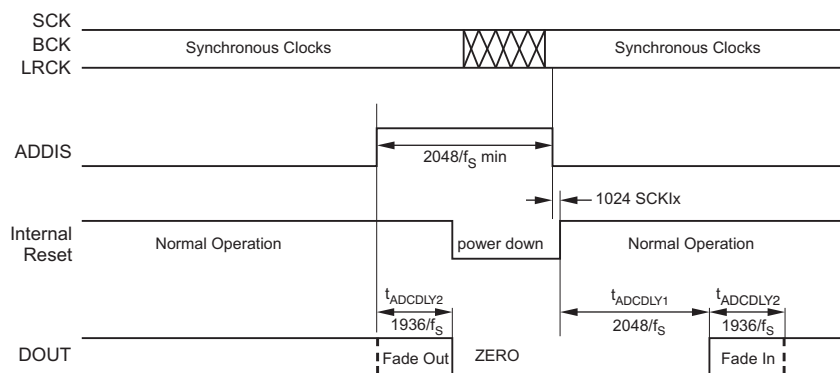 SCK
BCK
LRCK
Synchronous Clocks
Synchronous Clocks
ADDIS
2048/fS min
1024 SCKIx
Internal
Reset
Normal Operation
power down
Normal Operation
tADCDLY2
1936/fS
tADCDLY1
2048/fS
tADCDLY2
1936/fS
DOUT
Fade Out
ZERO
Fade In